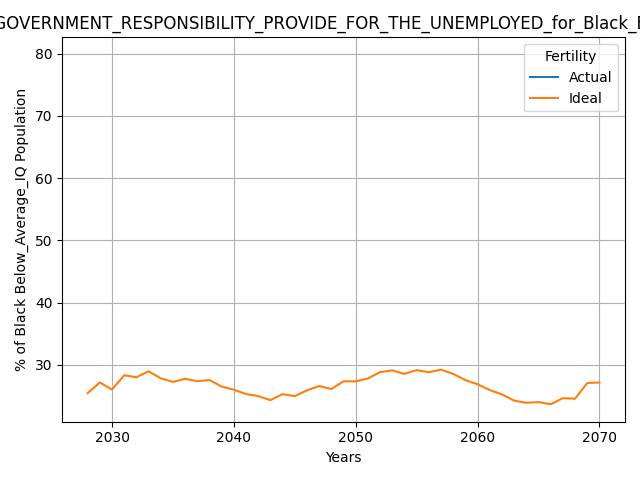 GOVERNMENT_RESPONSIBILITY_PROVIDE_FOR_THE_UNEMPLOYED_for_Black_
% of Black Below_Average_IQ Population
80
70
60
50
40
30
Fertility
Actual
Ideal
2030 2040 2050 2060 2070
Years